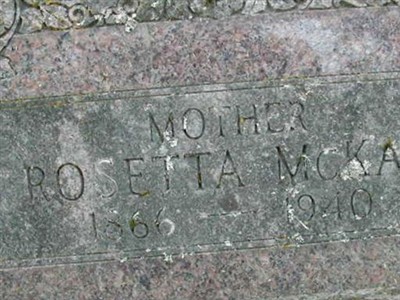 MOTHER
ROSETTA MCKA
1866 — 1940